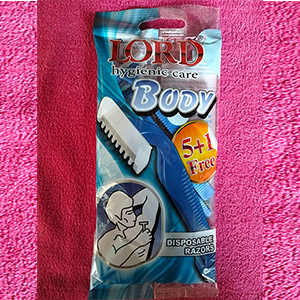 LORD
hygienic care
BODY
5+1
Free
DISPOSABLE
RAZORS